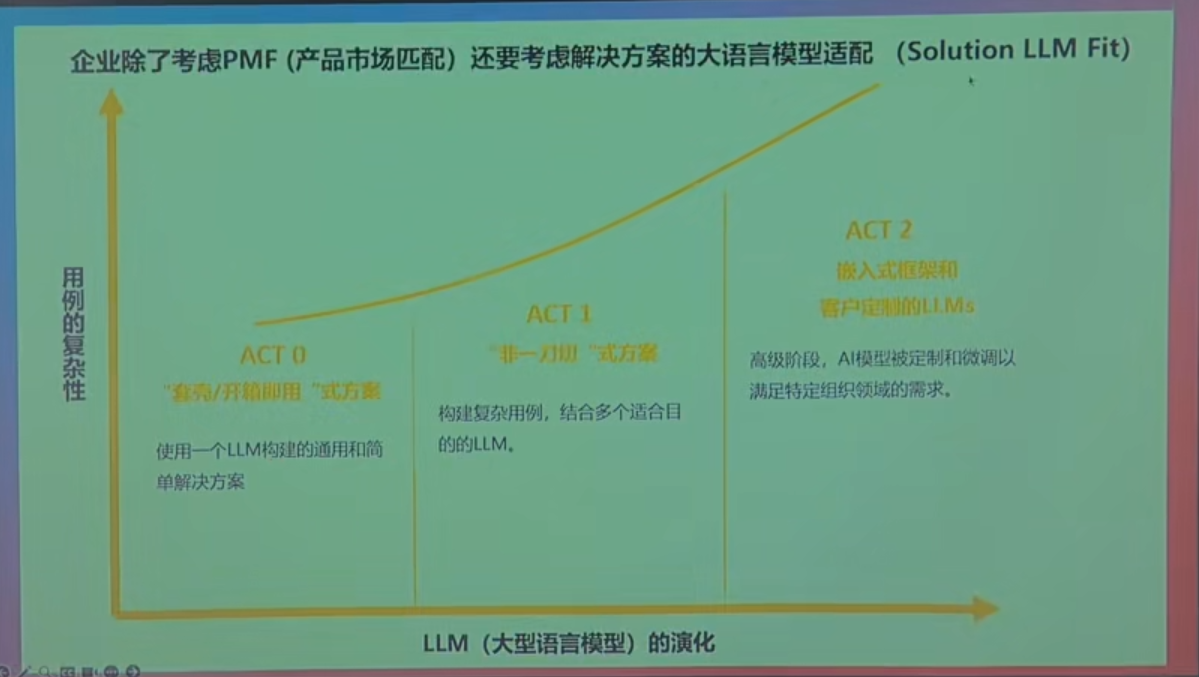 企业除了考虑PMF (产品市场匹配）还要考虑解决方案的大语言模型适配 （Solution LLM Fit）
用例的复杂性
ACT 0
“套壳/开箱即用 “式方案
使用一个LLM构建的通用和简
单解决方案
ACT 1
“非一刀切 “式方案
构建复杂用例，结合多个适合目
的的LLM。
ACT 2
嵌入式框架和
客户定制的LLMs
高级阶段，AI模型被定制和微调以
满足特定组织领域的需求。
LLM（大型语言模型）的演化